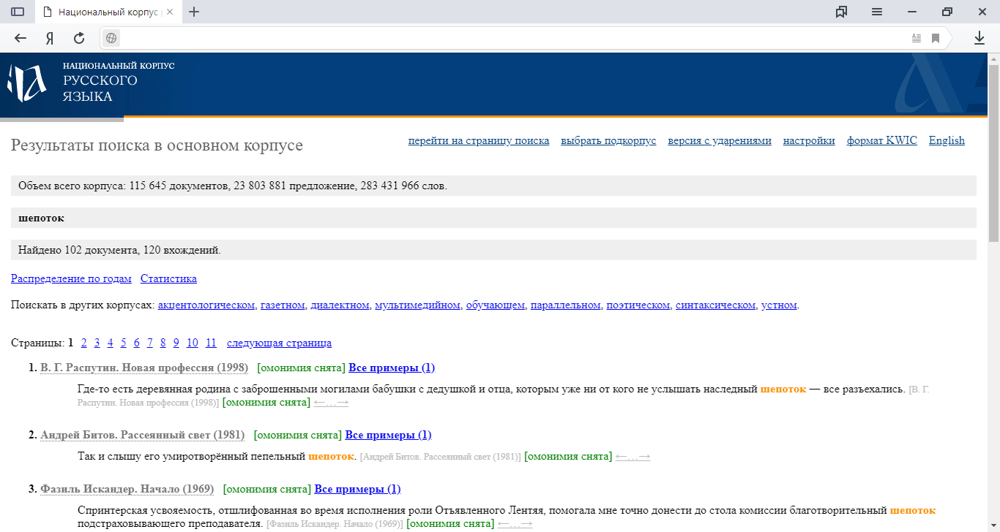 Национальный корпус р
Я
НАЦИОНАЛЬНЫЙ КОРПУС
РУССКОГО
ЯЗЫКА
Результаты поиска в основном корпусе
перейти на страницу поиска выбрать подкорпус версия с ударениями настройки формат KWIC English
Объем всего корпуса: 115 645 документов, 23 803 881 предложение, 283 431 966 слов.
шепоток
Найдено 102 документа, 120 вхождений.
Распределение по годам Статистика
Поискать в других корпусах: акцентологическом, газетном, диалектном, мультимедийном, обучающем, параллельном, поэтическом, синтаксическом, устном.
Страницы: 1 2 3 4 5 6 7 8 9 10 11 следующая страница
1. В. Г. Распутин. Новая профессия (1998) [омонимия снята] Все примеры (1)
Где-то есть деревянная родина с заброшенными могилами бабушки с дедушкой и отца, которым уже ни от кого не услышать наследный шепоток — все разъехались. [В. Г.
Распутин. Новая профессия (1998)] [омонимия снята] ←…→
2. Андрей Битов. Рассеянный свет (1981) [омонимия снята] Все примеры (1)
Так и слышу его умиротворённый пепельный шепоток. [Андрей Битов. Рассеянный свет (1981)] [омонимия снята] ←…→
3. Фазиль Искандер. Начало (1969) [омонимия снята] Все примеры (1)
Спринтерская усвояемость, отшлифованная во время исполнения роли Отъявленного Лентяя, помогала мне точно донести до стола комиссии благотворительный шепоток
подстраховывающего преподавателя. [Фазиль Искандер. Начало (1969)] [омонимия снята] ←…→